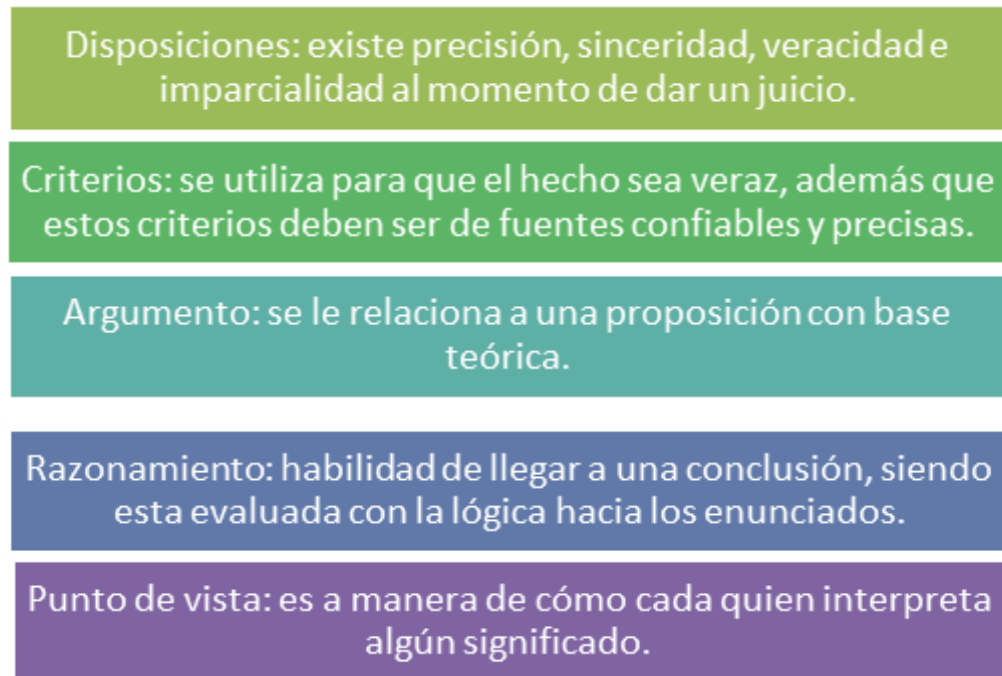 Disposiciones: existe precisión, sinceridad, veracidad e
imparcialidad al momento de dar un juicio.
Criterios: se utiliza para que el hecho sea veraz, además que
estos criterios deben ser de fuentes confiables y precisas.
Argumento: se le relaciona a una proposición con base
teórica.
Razonamiento: habilidad de llegar a una conclusión, siendo
esta evaluada con la lógica hacia los enunciados.
Punto de vista: es a manera de cómo cada quien interpreta
algún significado.